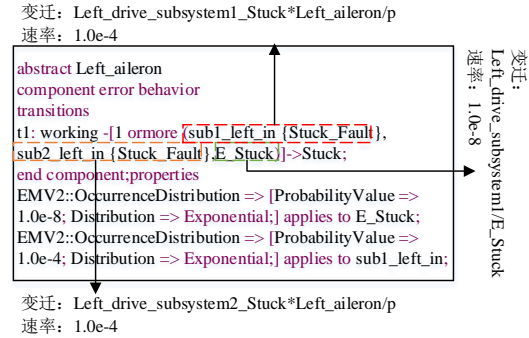 变迁：Left_drive_subsystem1_Stuck*Left_aileron/p
速率：1.0e-4
abstract Left_aileron
component error behavior
transitions
t1: working -[1 ormore (sub1_left_in {Stuck_Fault},
sub2_left_in {Stuck_Fault},E_Stuck)]->Stuck;
end component;properties
EMV2::OccurrenceDistribution => [ProbabilityValue =>
1.0e-8; Distribution => Exponential;] applies to E_Stuck;
EMV2::OccurrenceDistribution => [ProbabilityValue =>
1.0e-4; Distribution => Exponential;] applies to sub1_left_in;
变迁：
Left_drive_subsystem1/E_Stuck
速率：1.0e-8
变迁：Left_drive_subsystem2_Stuck*Left_aileron/p
速率：1.0e-4